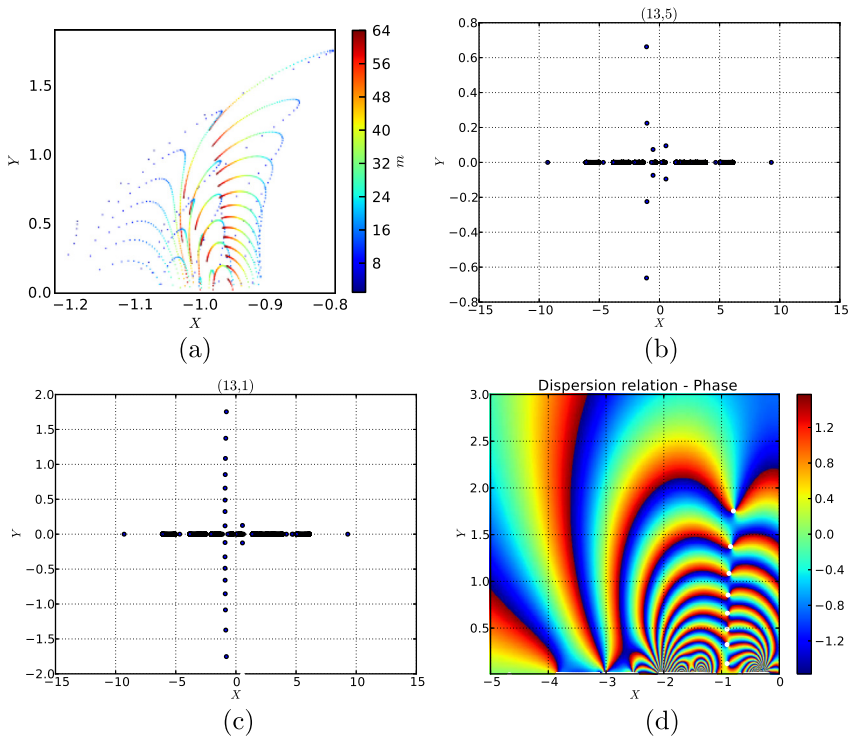 1.5
1.0
0.5
0.0
Y
−1.2 −1.1 −1.0 −0.9 −0.8
X
64
56
48
40
32
24
16
8
m
(a)
(13,5)
0.8
0.6
0.4
0.2
0.0
−0.2
−0.4
−0.6
−0.8
Y
−15 −10 −5 0 5 10 15
X
(b)
(13,1)
2.0
1.5
1.0
0.5
0.0
−0.5
−1.0
−1.5
−2.0
Y
−15 −10 −5 0 5 10 15
X
(c)
Dispersion relation - Phase
3.0
2.5
2.0
1.5
1.0
0.5
Y
−5 −4 −3 −2 −1 0
X
1.2
0.8
0.4
0.0
−0.4
−0.8
−1.2
(d)